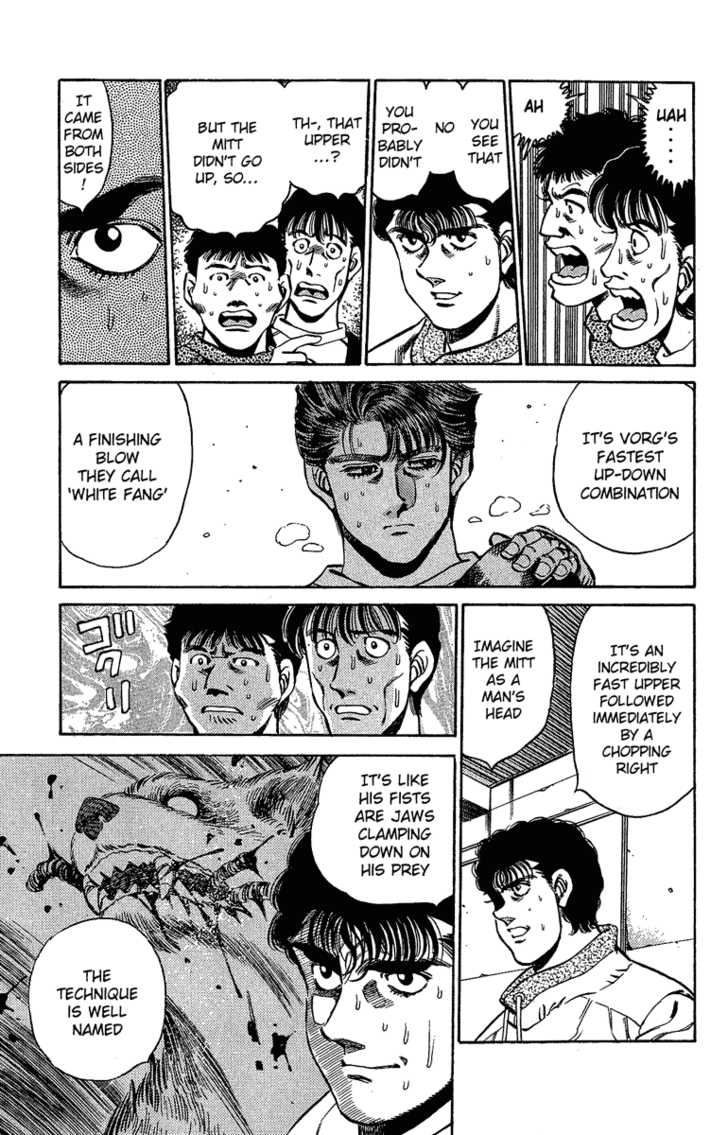 UAH
....
AH
YOU
SEE
THAT
NO
YOU
PRO-
BABLY
DIDN'T
TH-, THAT
UPPER
...?
BUT THE
MITT
DIDN'T GO
UP, SO...
IT
CAME
FROM
BOTH
SIDES
!
IT'S VORG'S
FASTEST
UP-DOWN
COMBINATION
A FINISHING
BLOW
THEY CALL
'WHITE FANG'
IT'S AN
INCREDIBLY
FAST UPPER
FOLLOWED
IMMEDIATELY
BY A
CHOPPING
RIGHT
IMAGINE
THE MITT
AS A
MAN'S
HEAD
ゴクリ
IT'S LIKE
HIS FISTS
ARE JAWS
CLAMPING
DOWN ON
HIS PREY
THE
TECHNIQUE
IS WELL
NAMED